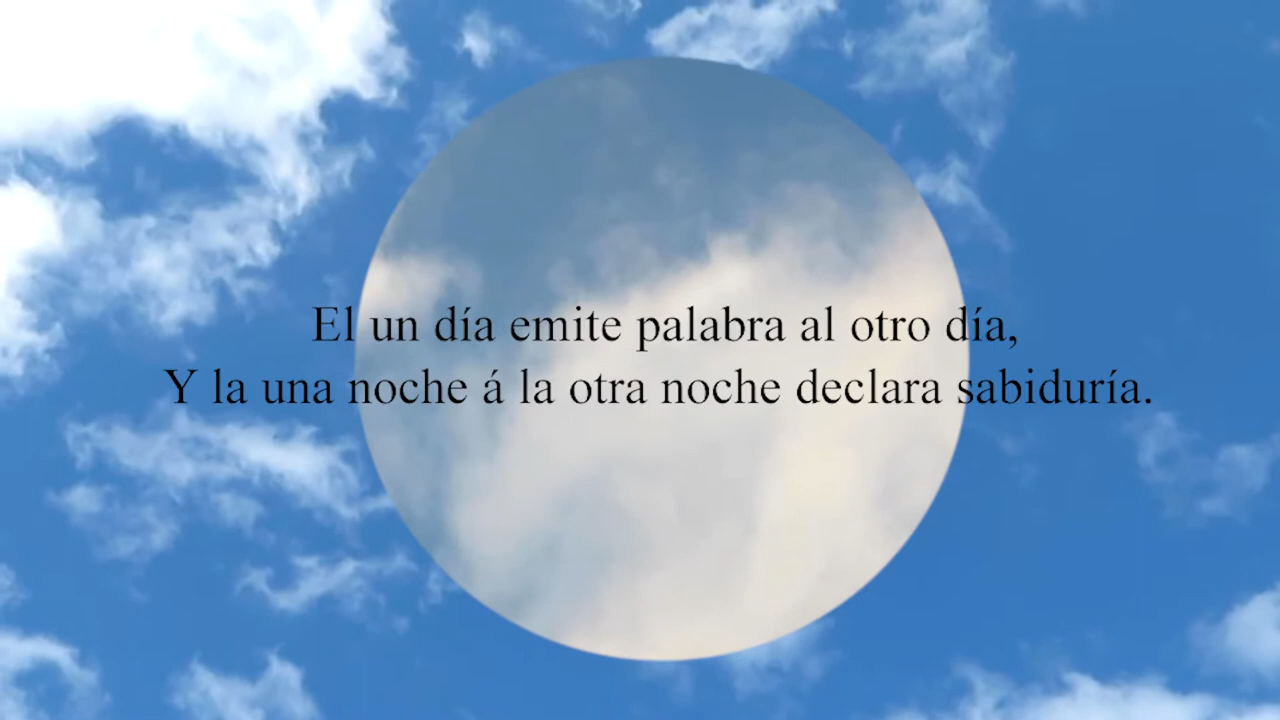 El un día emite palabra al otro día,
Y la una noche á la otra noche declara sabiduría.